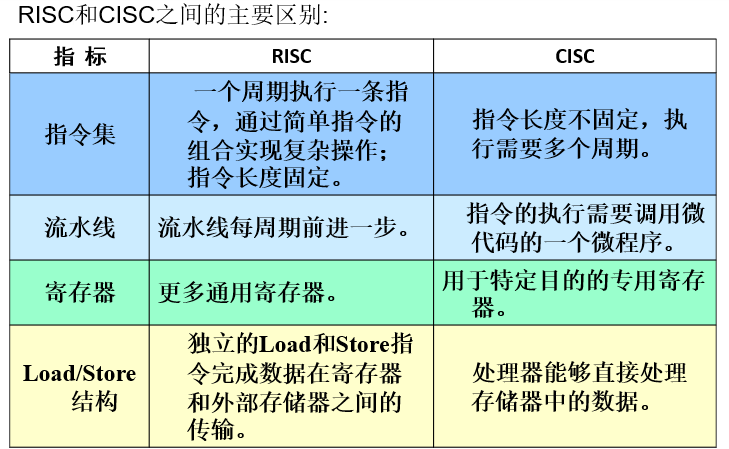 RISC和CISC之间的主要区别:
指 标
RISC
CISC
指令集
一个周期执行一条指
令，通过简单指令的
组合实现复杂操作；
指令长度固定。
指令长度不固定，执
行需要多个周期。
流水线
流水线每周期前进一步。
指令的执行需要调用微
代码的一个微程序。
寄存器
更多通用寄存器。
用于特定目的的专用寄存
器。
Load/Store
结构
独立的Load和Store指
令完成数据在寄存器
和外部存储器之间的
传输。
处理器能够直接处理
存储器中的数据。